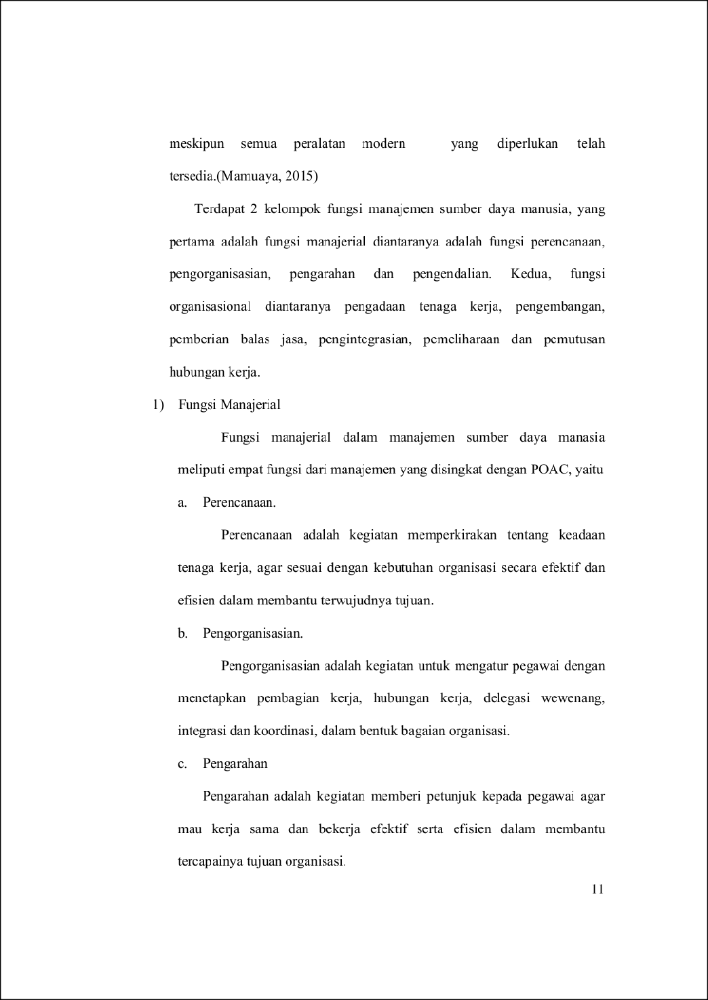 meskipun semua peralatan modern yang diperlukan telah
tersedia.(Mamuaya, 2015)
Terdapat 2 kelompok fungsi manajemen sumber daya manusia, yang
pertama adalah fungsi manajerial diantaranya adalah fungsi perencanaan,
pengorganisasian, pengarahan dan pengendalian. Kedua, fungsi
organisasional diantaranya pengadaan tenaga kerja, pengembangan,
pemberian balas jasa, pengintegrasian, pemeliharaan dan pemutusan
hubungan kerja.
1) Fungsi Manajerial
Fungsi manajerial dalam manajemen sumber daya manasia
meliputi empat fungsi dari manajemen yang disingkat dengan POAC, yaitu
a. Perencanaan.
Perencanaan adalah kegiatan memperkirakan tentang keadaan
tenaga kerja, agar sesuai dengan kebutuhan organisasi secara efektif dan
efisien dalam membantu terwujudnya tujuan.
b. Pengorganisasian.
Pengorganisasian adalah kegiatan untuk mengatur pegawai dengan
menetapkan pembagian kerja, hubungan kerja, delegasi wewenang,
integrasi dan koordinasi, dalam bentuk bagaian organisasi.
c. Pengarahan
Pengarahan adalah kegiatan memberi petunjuk kepada pegawai agar
mau kerja sama dan bekerja efektif serta efisien dalam membantu
tercapainya tujuan organisasi.
11